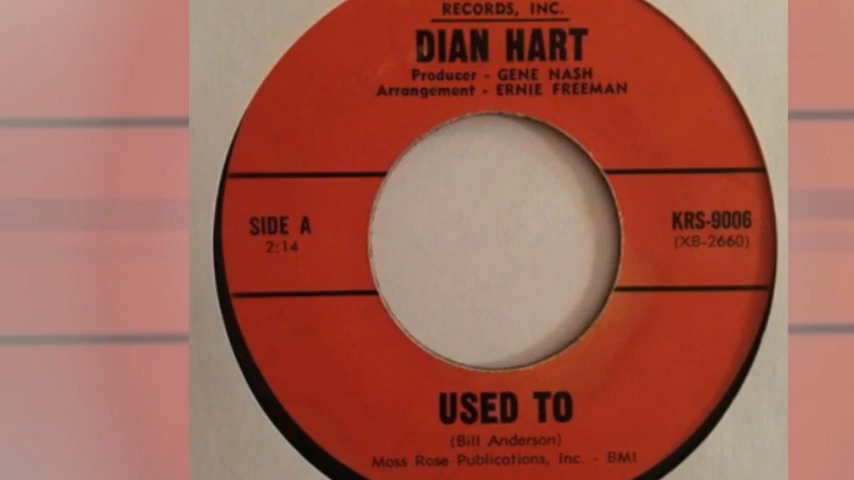 RECORDS, INC.
DIAN HART
Producer - GENE NASH
Arrangement - ERNIE FREEMAN
SIDE A
2:14
KRS-9006
(XB-2660)
USED TO
(Bill Anderson)
Moss Rose Publications, Inc. - BMI